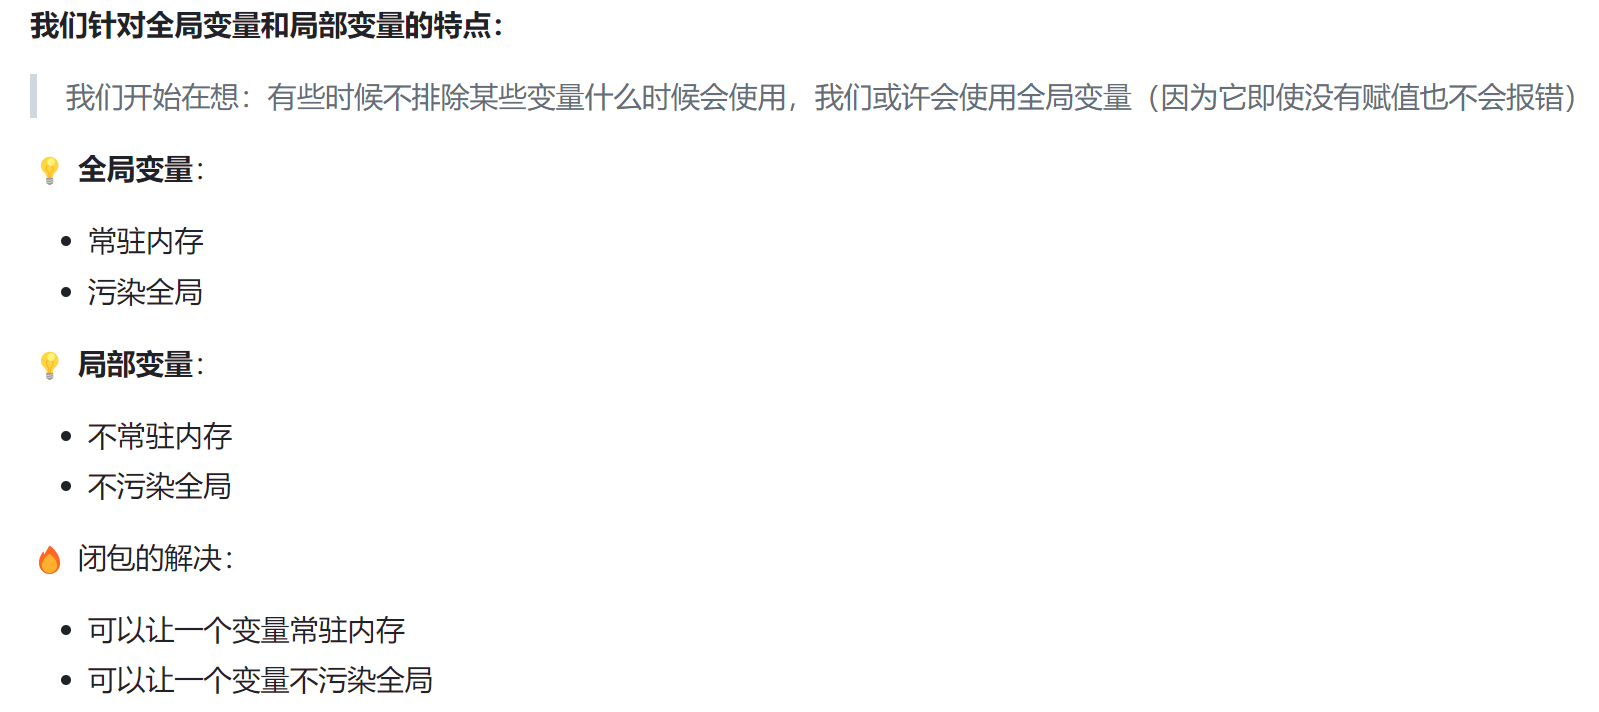 我们针对全局变量和局部变量的特点：
我们开始在想：有些时候不排除某些变量什么时候会使用，我们或许会使用全局变量（因为它即使没有赋值也不会报错）
💡 全局变量：
• 常驻内存
• 污染全局
💡 局部变量：
• 不常驻内存
• 不污染全局
🔥 闭包的解决：
• 可以让一个变量常驻内存
• 可以让一个变量不污染全局